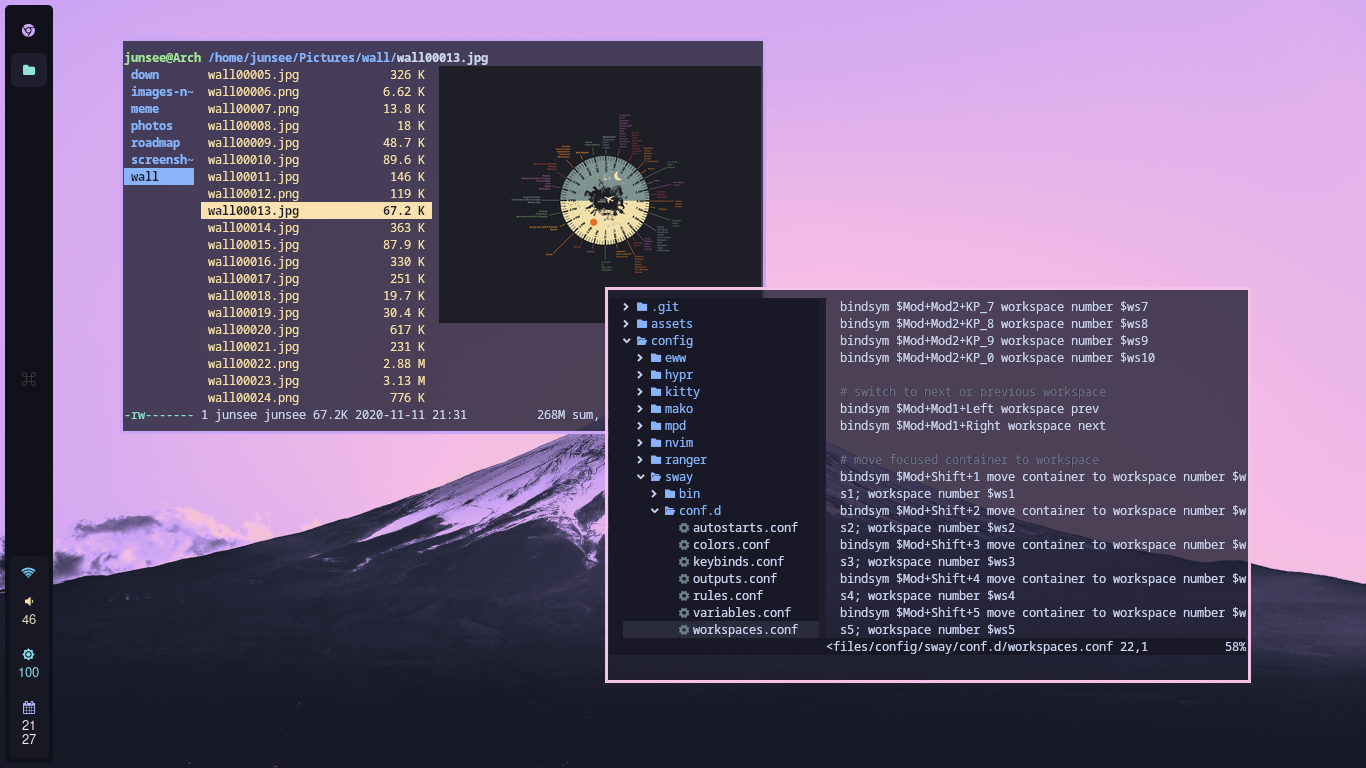 junsee@Arch /home/junsee/Pictures/wall/wall00013.jpg
down
images-n~
meme
photos
roadmap
screensh~
wall
wall00005.jpg 326 K
wall00006.png 6.62 K
wall00007.png 13.8 K
wall00008.jpg 18 K
wall00009.jpg 48.7 K
wall00010.jpg 89.6 K
wall00011.jpg 146 K
wall00012.png 119 K
wall00013.jpg 67.2 K
wall00014.jpg 363 K
wall00015.jpg 87.9 K
wall00016.jpg 330 K
wall00017.jpg 251 K
wall00018.jpg 19.7 K
wall00019.jpg 30.4 K
wall00020.jpg 617 K
wall00021.jpg 231 K
wall00022.png 2.88 M
wall00023.jpg 3.13 M
wall00024.png 776 K
-rw------- 1 junsee junsee 67.2K 2020-11-11 21:31 268M sum,
.git
assets
config
eww
hypr
kitty
mako
mpd
nvim
ranger
sway
bin
conf.d
autostarts.conf
colors.conf
keybinds.conf
outputs.conf
rules.conf
variables.conf
workspaces.conf
bindsym $Mod+Mod2+KP_7 workspace number $ws7
bindsym $Mod+Mod2+KP_8 workspace number $ws8
bindsym $Mod+Mod2+KP_9 workspace number $ws9
bindsym $Mod+Mod2+KP_0 workspace number $ws10
# switch to next or previous workspace
bindsym $Mod+Mod1+Left workspace prev
bindsym $Mod+Mod1+Right workspace next
# move focused container to workspace
bindsym $Mod+Shift+1 move container to workspace number $w
s1; workspace number $ws1
bindsym $Mod+Shift+2 move container to workspace number $w
s2; workspace number $ws2
bindsym $Mod+Shift+3 move container to workspace number $w
s3; workspace number $ws3
bindsym $Mod+Shift+4 move container to workspace number $w
s4; workspace number $ws4
bindsym $Mod+Shift+5 move container to workspace number $w
s5; workspace number $ws5
<files/config/sway/conf.d/workspaces.conf 22,1 58%
46
100
21
27